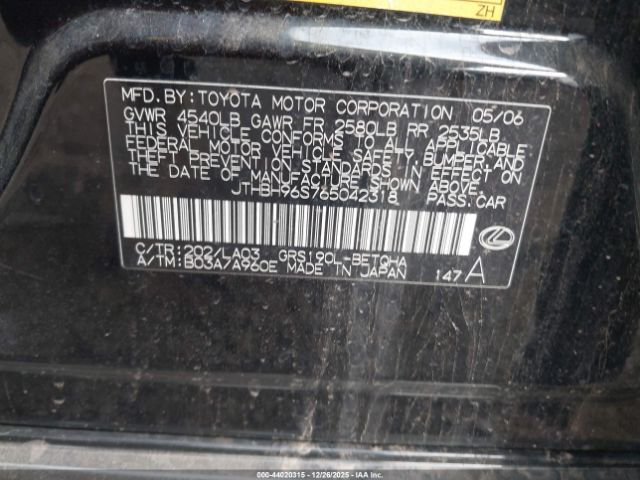 ZH
MFD. BY: TOYOTA MOTOR CORPORATION 05/06
GVWR 4540LB GAWR FR 2580LB RR 2535LB
THIS VEHICLE CONFORMS TO ALL APPLICABLE
FEDERAL MOTOR VEHICLE SAFETY, BUMPER, AND
THEFT PREVENTION STANDARDS IN EFFECT ON
THE DATE OF MANUFACTURE SHOWN ABOVE.
JTHBH96S765042318 PASS.CAR
C/TR: 202/LA03 GRS190L-BETQHA
A/TM: B03A/A960E MADE IN JAPAN 147 A
000-44020315 - 12/26/2025 - IAAI.COM